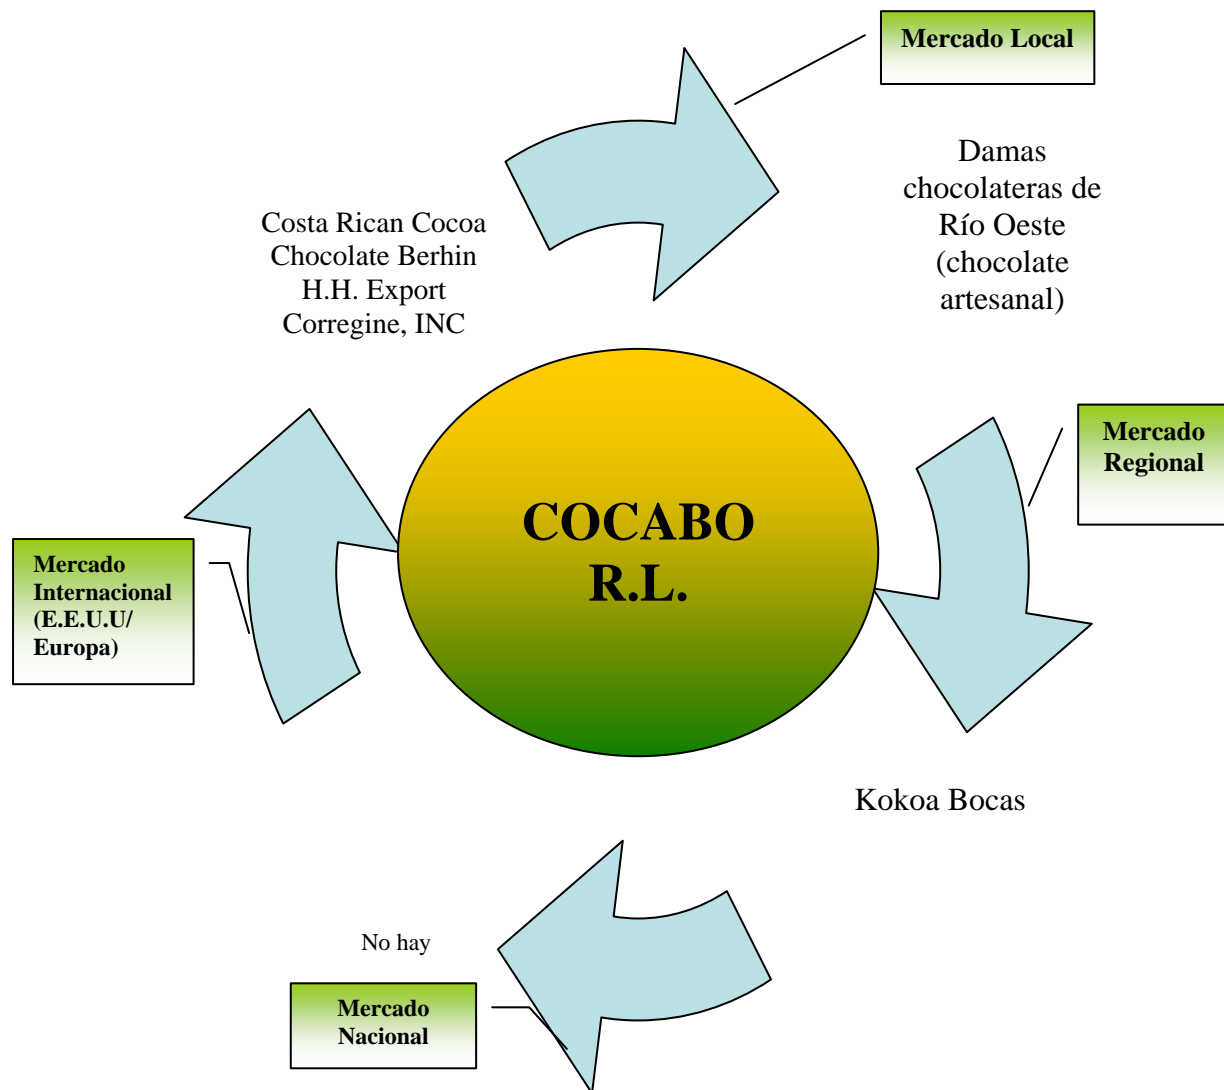 Mercado Local
Damas
chocolateras de
Río Oeste
(chocolate
artesanal)
Costa Rican Cocoa
Chocolate Berhin
H.H. Export
Corregine, INC
Mercado
Regional
COCABO
R.L.
Mercado
Internacional
(E.E.U.U/
Europa)
Kokoa Bocas
No hay
Mercado
Nacional